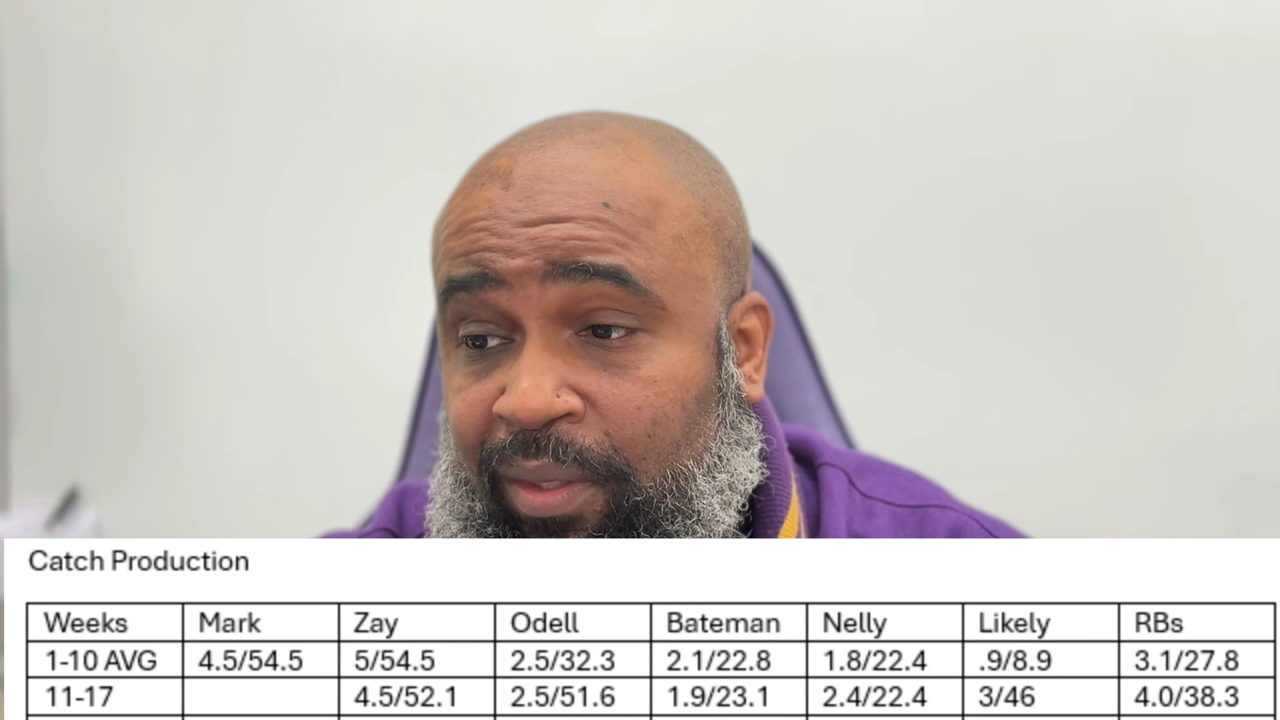 Catch Production
Weeks Mark Zay Odell Bateman Nelly Likely RBs
1-10 AVG 4.5/54.5 5/54.5 2.5/32.3 2.1/22.8 1.8/22.4 .9/8.9 3.1/27.8
11-17 4.5/52.1 2.5/51.6 1.9/23.1 2.4/22.4 3/46 4.0/38.3